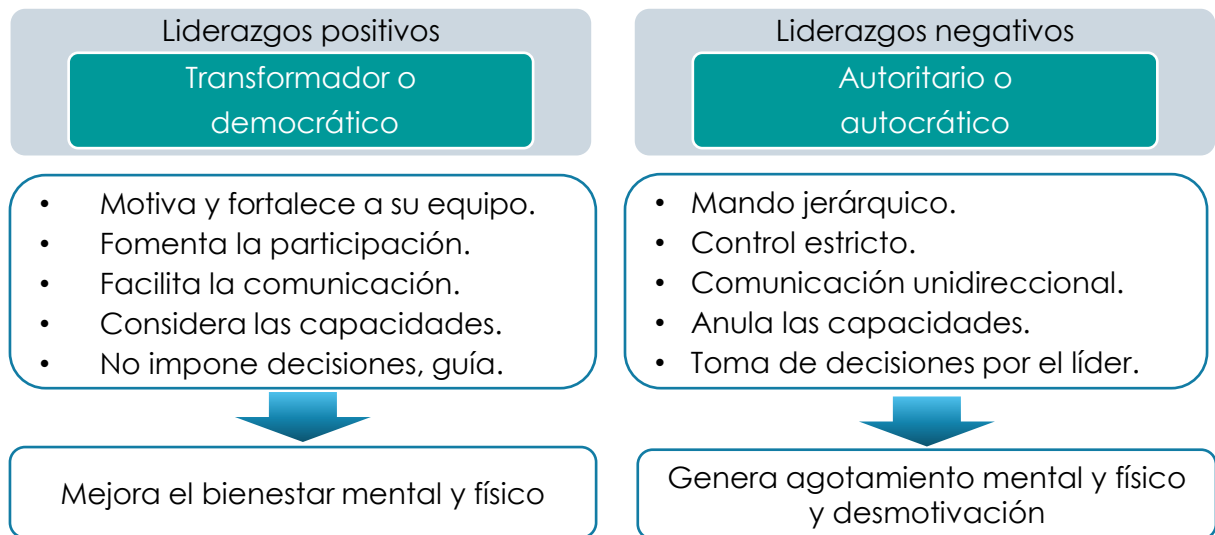 Liderazgos positivos
Transformador o
democrático
• Motiva y fortalece a su equipo.
• Fomenta la participación.
• Facilita la comunicación.
• Considera las capacidades.
• No impone decisiones, guía.
Mejora el bienestar mental y físico
Liderazgos negativos
Autoritario o
autocrático
• Mando jerárquico.
• Control estricto.
• Comunicación unidireccional.
• Anula las capacidades.
• Toma de decisiones por el líder.
Genera agotamiento mental y físico
y desmotivación